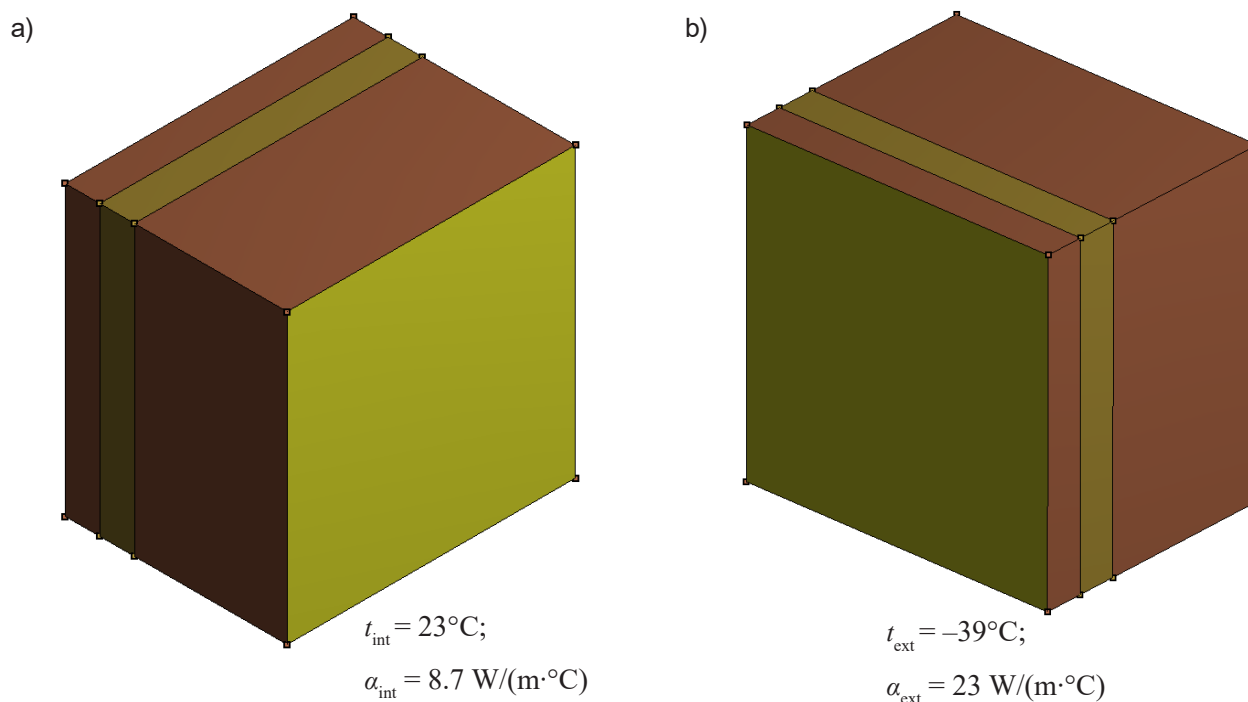 a)
b)
t_int = 23°C;
α_int = 8.7 W/(m·°C)
t_ext = –39°C;
α_ext = 23 W/(m·°C)